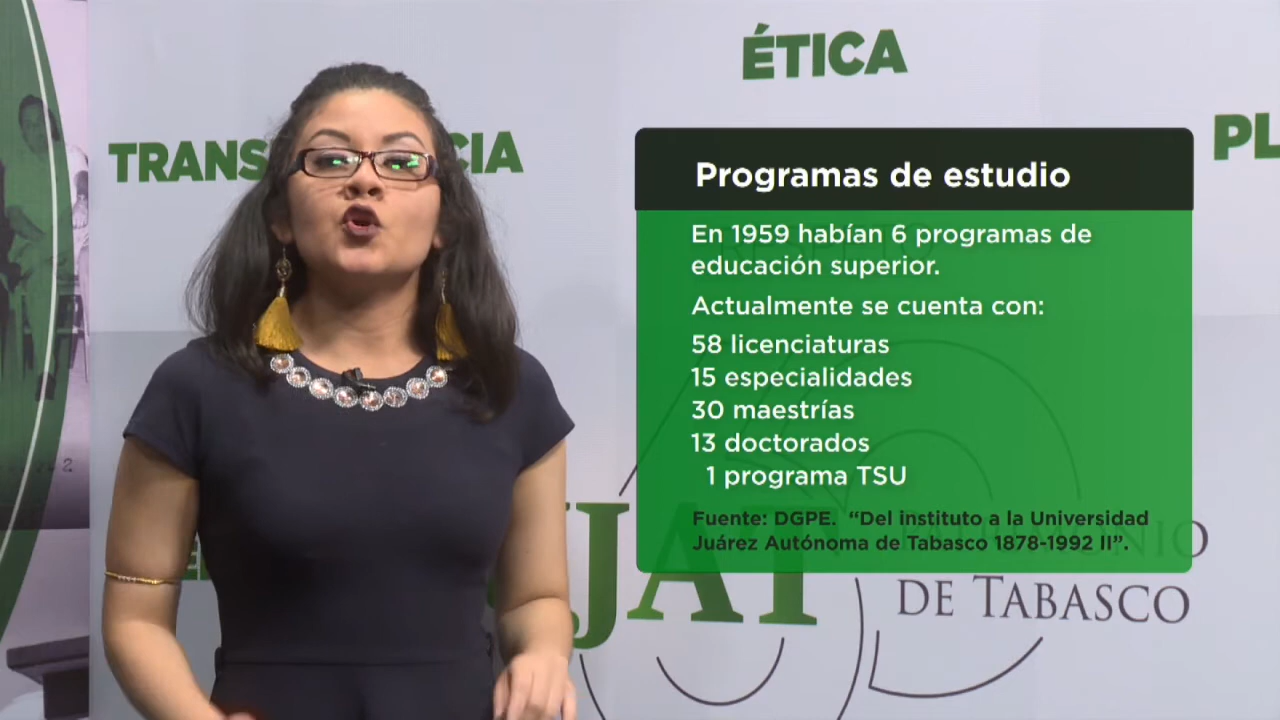 ÉTICA
TRANS
CIA
PL
Programas de estudio
En 1959 habían 6 programas de
educación superior.
Actualmente se cuenta con:
58 licenciaturas
15 especialidades
30 maestrías
13 doctorados
1 programa TSU
Fuente: DGPE. “Del instituto a la Universidad
Juárez Autónoma de Tabasco 1878-1992 II”.
UJAT
DE TABASCO